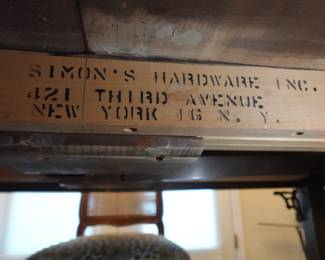 SIMON'S HARDWARE INC.
421 THIRD AVENUE
NEW YORK 16 N. Y.